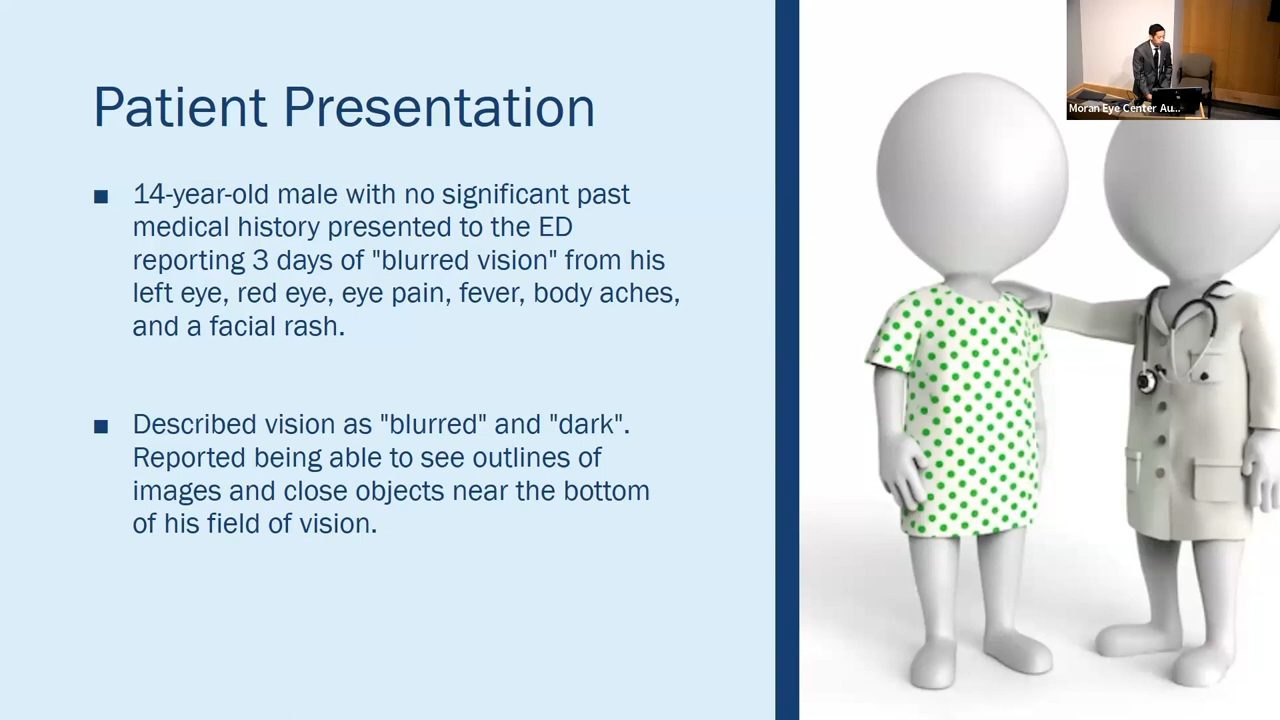 Patient Presentation
14-year-old male with no significant past
medical history presented to the ED
reporting 3 days of "blurred vision" from his
left eye, red eye, eye pain, fever, body aches,
and a facial rash.
Described vision as "blurred" and "dark".
Reported being able to see outlines of
images and close objects near the bottom
of his field of vision.
Moran Eye Center Au...